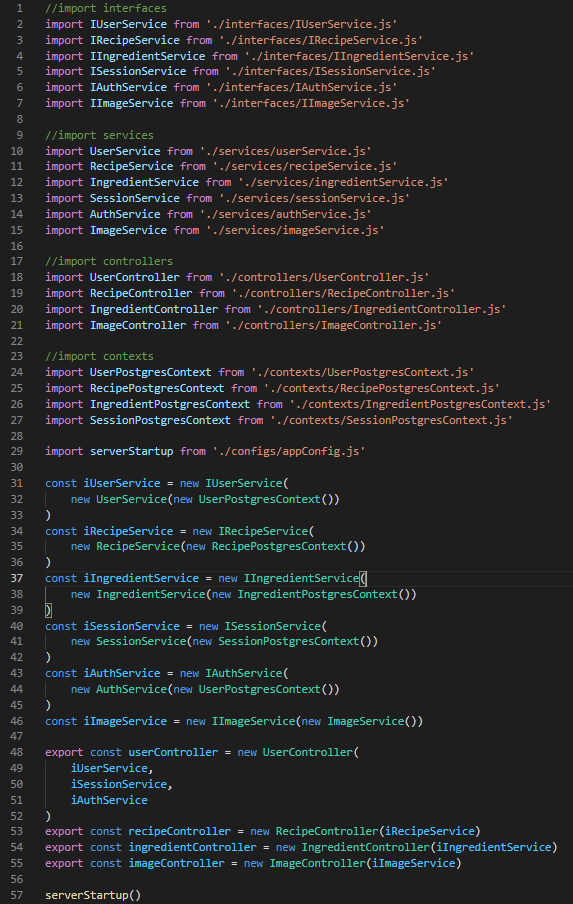 1 //import interfaces
2 import IUserService from './interfaces/IUserService.js'
3 import IRecipeService from './interfaces/IRecipeService.js'
4 import IIngredientService from './interfaces/IIngredientService.js'
5 import ISessionService from './interfaces/ISessionService.js'
6 import IAuthService from './interfaces/IAuthService.js'
7 import IImageService from './interfaces/IImageService.js'
8
9 //import services
10 import UserService from './services/userService.js'
11 import RecipeService from './services/recipeService.js'
12 import IngredientService from './services/ingredientService.js'
13 import SessionService from './services/sessionService.js'
14 import AuthService from './services/authService.js'
15 import ImageService from './services/imageService.js'
16
17 //import controllers
18 import UserController from './controllers/UserController.js'
19 import RecipeController from './controllers/RecipeController.js'
20 import IngredientController from './controllers/IngredientController.js'
21 import ImageController from './controllers/ImageController.js'
22
23 //import contexts
24 import UserPostgresContext from './contexts/UserPostgresContext.js'
25 import RecipePostgresContext from './contexts/RecipePostgresContext.js'
26 import IngredientPostgresContext from './contexts/IngredientPostgresContext.js'
27 import SessionPostgresContext from './contexts/SessionPostgresContext.js'
28
29 import serverStartup from './configs/appConfig.js'
30
31 const iUserService = new IUserService(
32     new UserService(new UserPostgresContext())
33 )
34 const iRecipeService = new IRecipeService(
35     new RecipeService(new RecipePostgresContext())
36 )
37 const iIngredientService = new IIngredientService(
38     new IngredientService(new IngredientPostgresContext())
39 )
40 const iSessionService = new ISessionService(
41     new SessionService(new SessionPostgresContext())
42 )
43 const iAuthService = new IAuthService(
44     new AuthService(new UserPostgresContext())
45 )
46 const iImageService = new IImageService(new ImageService())
47
48 export const userController = new UserController(
49     iUserService,
50     iSessionService,
51     iAuthService
52 )
53 export const recipeController = new RecipeController(iRecipeService)
54 export const ingredientController = new IngredientController(iIngredientService)
55 export const imageController = new ImageController(iImageService)
56
57 serverStartup()